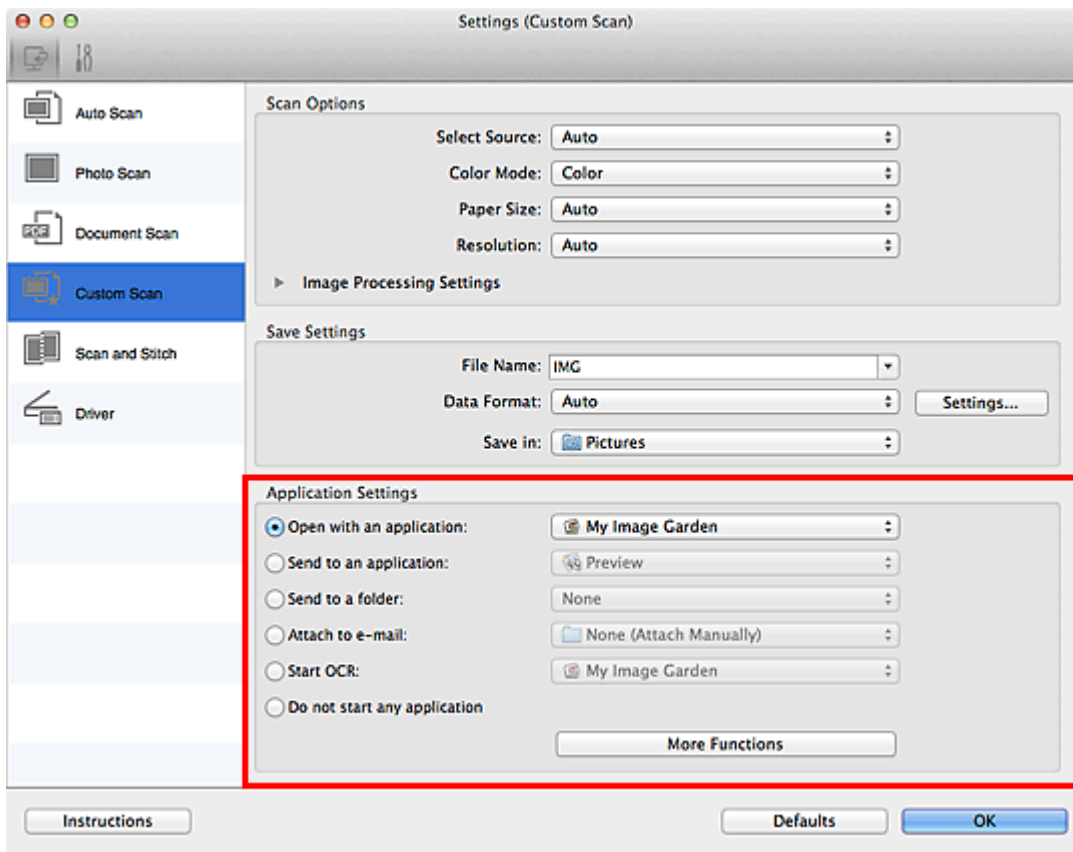 Settings (Custom Scan)
Auto Scan
Photo Scan
PDF
Document Scan
Custom Scan
Scan and Stitch
Driver
Scan Options
Select Source: Auto
Color Mode: Color
Paper Size: Auto
Resolution: Auto
Image Processing Settings
Save Settings
File Name: IMG
Data Format: Auto Settings...
Save in: Pictures
Application Settings
Open with an application: My Image Garden
Send to an application: Preview
Send to a folder: None
Attach to e-mail: None (Attach Manually)
Start OCR: My Image Garden
Do not start any application
More Functions
Instructions Defaults OK